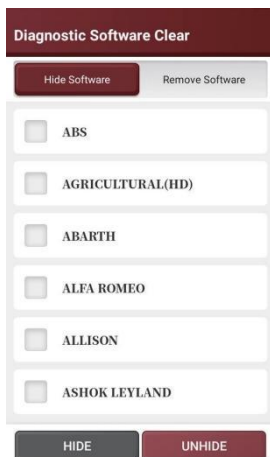 Diagnostic Software Clear
Hide Software Remove Software
ABS
AGRICULTURAL(HD)
ABARTH
ALFA ROMEO
ALLISON
ASHOK LEYLAND
HIDE UNHIDE